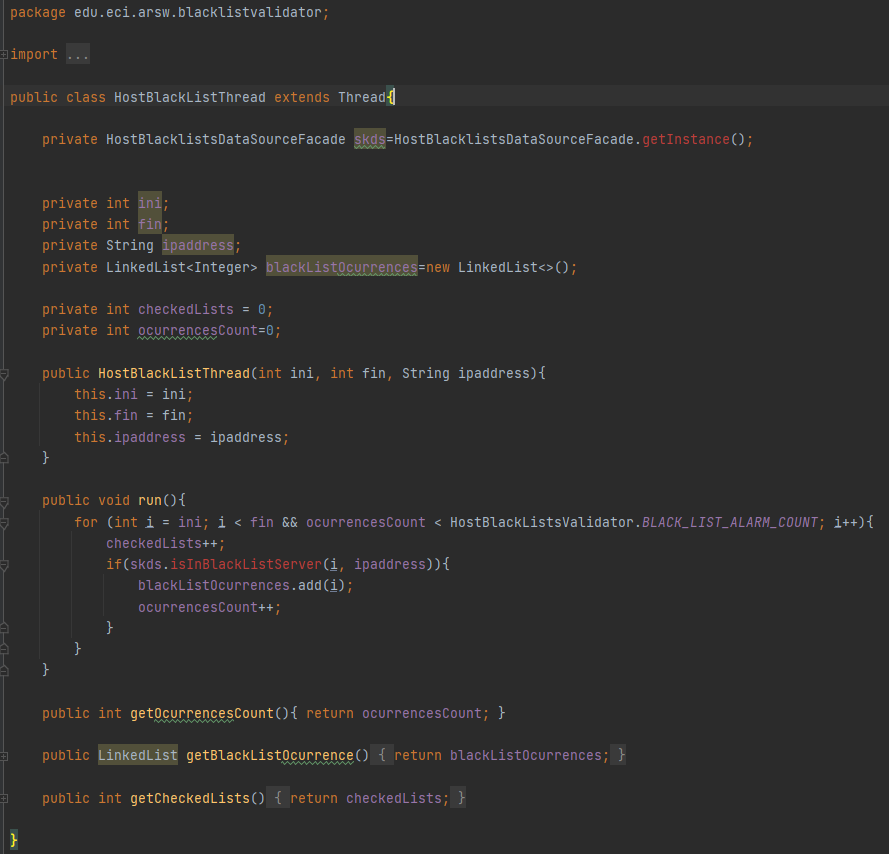 package edu.eci.arsw.blacklistvalidator;
import ...
public class HostBlackListThread extends Thread{
private HostBlacklistsDataSourceFacade skds=HostBlacklistsDataSourceFacade.getInstance();
private int ini;
private int fin;
private String ipaddress;
private LinkedList<Integer> blackListOcurrences=new LinkedList<>();
private int checkedLists = 0;
private int ocurrencesCount=0;
public HostBlackListThread(int ini, int fin, String ipaddress){
this.ini = ini;
this.fin = fin;
this.ipaddress = ipaddress;
}
public void run(){
for (int i = ini; i < fin && ocurrencesCount < HostBlackListsValidator.BLACK_LIST_ALARM_COUNT; i++){
checkedLists++;
if(skds.isInBlackListServer(i, ipaddress)){
blackListOcurrences.add(i);
ocurrencesCount++;
}
}
}
public int getOcurrencesCount(){ return ocurrencesCount; }
public LinkedList getBlackListOcurrence() { return blackListOcurrences; }
public int getCheckedLists() { return checkedLists; }
}